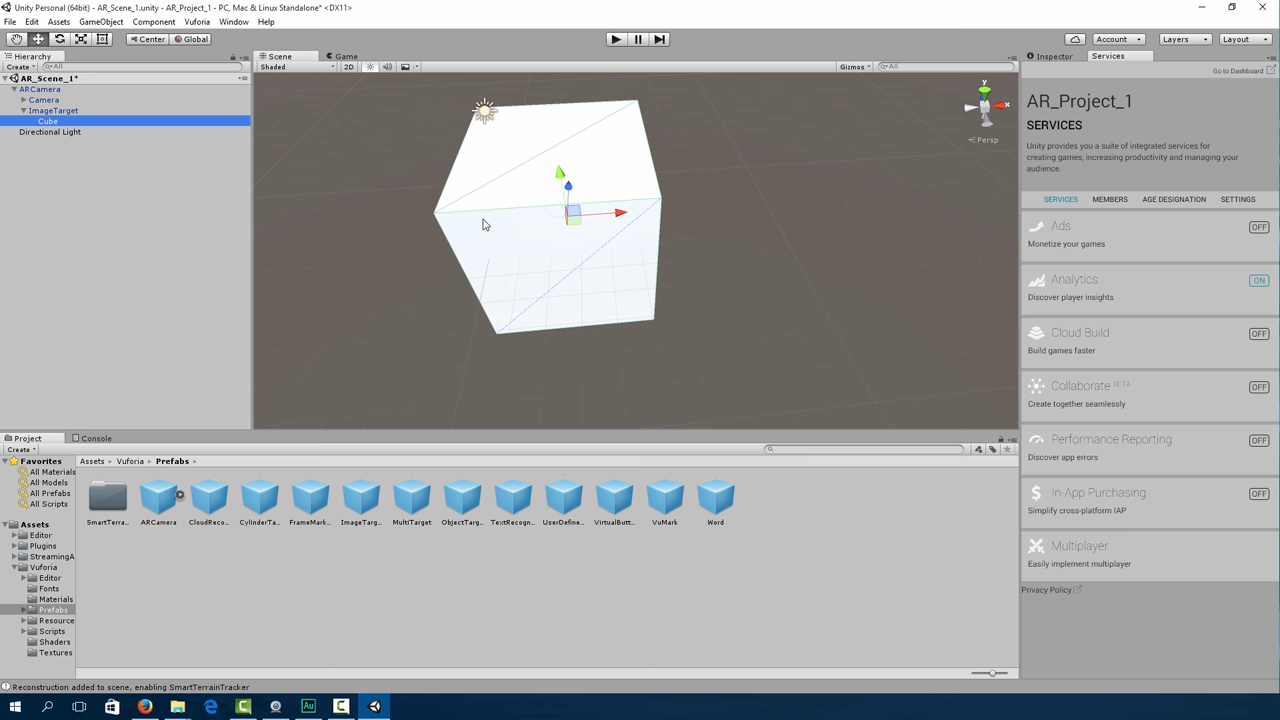 Unity Personal (64bit) - AR_Scene_1.unity - AR_Project_1 - PC, Mac & Linux Standalone* <DX11>
File Edit Assets GameObject Component Vuforia Window Help
Center Global Account Layers Layout
Hierarchy Scene Game Inspector Services
Create All Shaded 2D Gizmos All Go to Dashboard
AR_Scene_1*
ARCamera
Camera
ImageTarget
Cube
Directional Light
y
x
Persp
AR_Project_1
SERVICES
Unity provides you a suite of integrated services for
creating games, increasing productivity and managing your
audience.
SERVICES MEMBERS AGE DESIGNATION SETTINGS
Ads OFF
Monetize your games
Analytics ON
Discover player insights
Cloud Build OFF
Build games faster
Collaborate BETA OFF
Create together seamlessly
Performance Reporting OFF
Discover app errors
In-App Purchasing OFF
Simplify cross-platform IAP
Multiplayer
Easily implement multiplayer
Privacy Policy
Project Console
Create
Favorites
All Materials
All Models
All Prefabs
All Scripts
Assets
Editor
Plugins
StreamingA
Vuforia
Editor
Fonts
Materials
Prefabs
Resource
Scripts
Shaders
Textures
Assets Vuforia Prefabs
SmartTerra... ARCamera CloudReco... CylinderTa... FrameMark... ImageTarg... MultiTarget ObjectTarg... TextRecogn... UserDefine... VirtualButt... VuMark Word
Reconstruction added to scene, enabling SmartTerrainTracker
Au